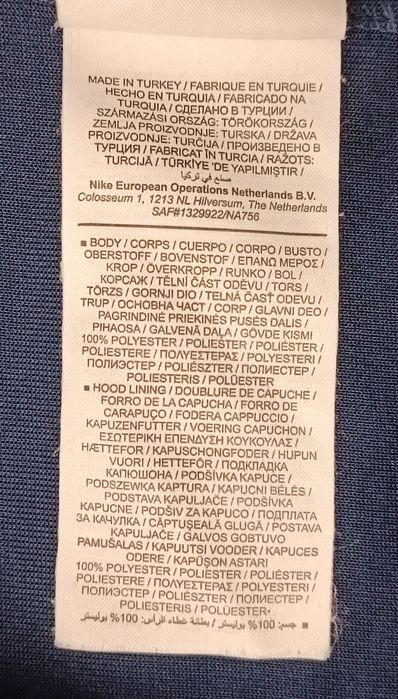 MADE IN TURKEY / FABRIQUE EN TURQUIE /
HECHO EN TURQUIA / FABRICADO NA
TURQUIA / СДЕЛАНО В ТУРЦИИ /
SZÁRMAZÁSI ORSZÁG: TÖRÖKORSZÁG /
ZEMLJA PROIZVODNJE: TURSKA / DRŽAVA
PROIZVODNJE: TURČIJA / ПРОИЗВЕДЕНО В
ТУРЦИЯ / FABRICAT ÎN TURCIA / RAŽOTS:
TURCIJĀ / TÜRKİYE 'DE YAPILMIŞTIR /
صنع في تركيا
Nike European Operations Netherlands B.V.
Colosseum 1, 1213 NL Hilversum, The Netherlands
SAF#1329922/NA756
■ BODY / CORPS / CUERPO / CORPO / BUSTO /
OBERSTOFF / BOVENSTOF / ΕΠΑΝΩ ΜΕΡΟΣ /
KROP / ÖVERKROPP / RUNKO / BOL /
КОРСАЖ / TĚLNÍ ČÁST ODĚVU / TORS /
TÖRZS / GORNJI DIO / TELNÁ ČASŤ ODEVU /
TRUP / ОСНОВНА ЧАСТ / CORP / GLAVNI DEO /
PAGRINDINĖ PRIEKINĖS PUSĖS DALIS /
PIHAOSA / GALVENĀ DAĻA / GÖVDE KISMI
100% POLYESTER / POLIÉSTER / POLIÉSTER /
POLIESTERE / ΠΟΛΥΕΣΤΕΡΑΣ / POLYESTERI /
ПОЛИЭСТЕР / POLIÉSZTER / ПОЛИЕСТЕР /
POLIESTERIS / POLÜESTER
■ HOOD LINING / DOUBLURE DE CAPUCHE /
FORRO DE LA CAPUCHA / FORRO DE
CARAPUÇO / FODERA CAPPUCCIO /
KAPUZENFUTTER / VOERING CAPUCHON /
ΕΣΩΤΕΡΙΚΗ ΕΠΕΝΔΥΣΗ ΚΟΥΚΟΥΛΑΣ /
HÆTTEFOR / KAPUSCHONGFODER / HUPUN
VUORI / HETTEFÔR / ПОДКЛАДКА
КАПЮШОНА / PODŠÍVKA KAPUCE /
PODSZEWKA KAPTURA / KAPUCNI BÉLÉS /
PODSTAVA KAPULJAČE / PODŠÍVKA
KAPUCNE / PODŠIV ZA KAPUCO / ПОДПЛАТА
ЗА КАЧУЛКА / CĂPTUŞEALĂ GLUGĂ / POSTAVA
KAPULJAČE / GALVOS GOBTUVO
PAMUŠALAS / KAPUUTSI VOODER / KAPUCES
ODERE / KAPÜŞON ASTARI
100% POLYESTER / POLIÉSTER / POLIÉSTER /
POLIESTERE / ΠΟΛΥΕΣΤΕΡΑΣ / POLYESTERI /
ПОЛИЭСТЕР / POLIÉSZTER / ПОЛИЕСТЕР /
POLIESTERIS / POLÜESTER
■ جسم: 100% بوليستر / بطانة غطاء الرأس: 100% بوليستر